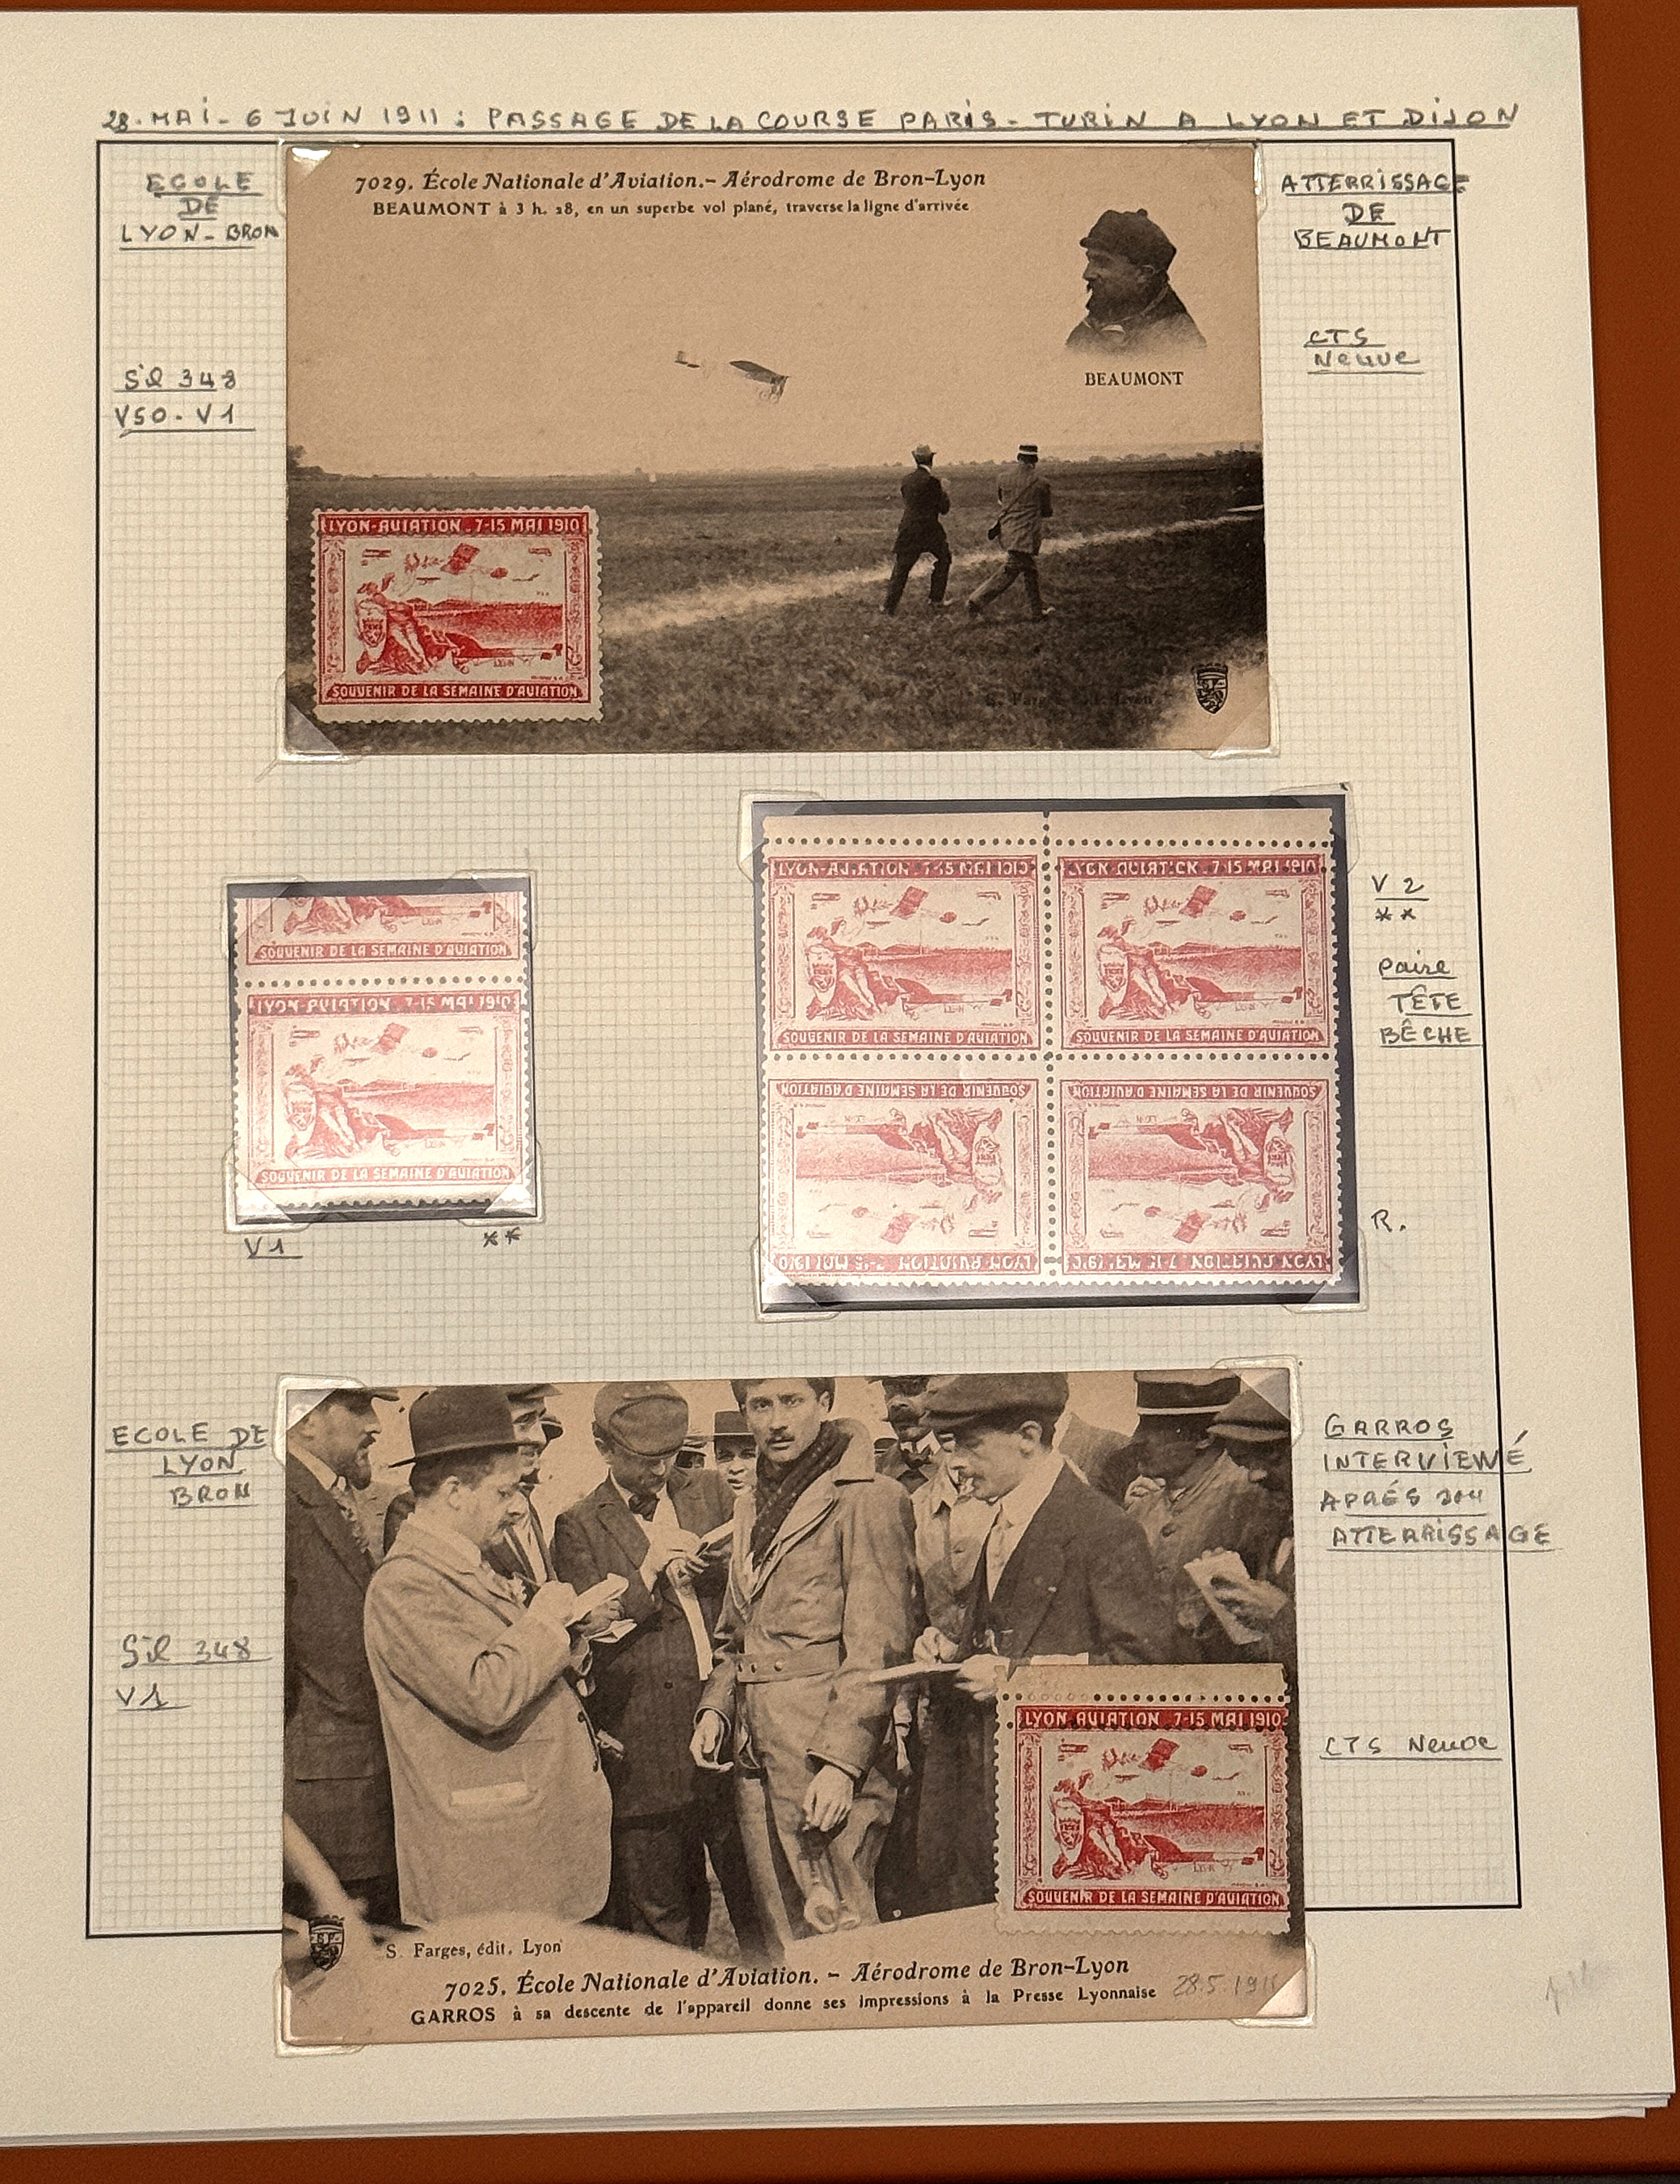 28. MAI - 6 JUIN 1911 : PASSAGE DE LA COURSE PARIS - TURIN A LYON ET DIJON
ECOLE
DE
LYON - BRON
Sil 348
VSO - V1
7029. École Nationale d'Aviation. - Aérodrome de Bron-Lyon
BEAUMONT à 3 h. 28, en un superbe vol plané, traverse la ligne d'arrivée
BEAUMONT
LYON-AVIATION . 7-15 MAI 1910
LYON
SOUVENIR DE LA SEMAINE D'AVIATION
ATTERRISSAGE
DE
BEAUMONT
CTS
Neuve
SOUVENIR DE LA SEMAINE D'AVIATION
LYON-AVIATION. 7-15 MAI 1910
SOUVENIR DE LA SEMAINE D'AVIATION
V1
**
LYON-AVIATION. 7-15 MAI 1910
LYON-AVIATION. 7-15 MAI 1910
SOUVENIR DE LA SEMAINE D'AVIATION
SOUVENIR DE LA SEMAINE D'AVIATION
SOUVENIR DE LA SEMAINE D'AVIATION
SOUVENIR DE LA SEMAINE D'AVIATION
LYON AVIATION 7-15 MAI 1910
LYON AVIATION 7-15 MAI 1910
V2
**
Paire
TÊTE
BÊCHE
R.
ECOLE DE
LYON
BRON
Sil 348
V1
GARROS
INTERVIEWÉ
APRÉS son
ATTERRISSAGE
CTS Neuve
LYON-AVIATION. 7-15 MAI 1910
LYON
SOUVENIR DE LA SEMAINE D'AVIATION
SF
S. Farges, édit. Lyon
7025. École Nationale d'Aviation. - Aérodrome de Bron-Lyon
GARROS à sa descente de l'appareil donne ses impressions à la Presse Lyonnaise
28.5.1911